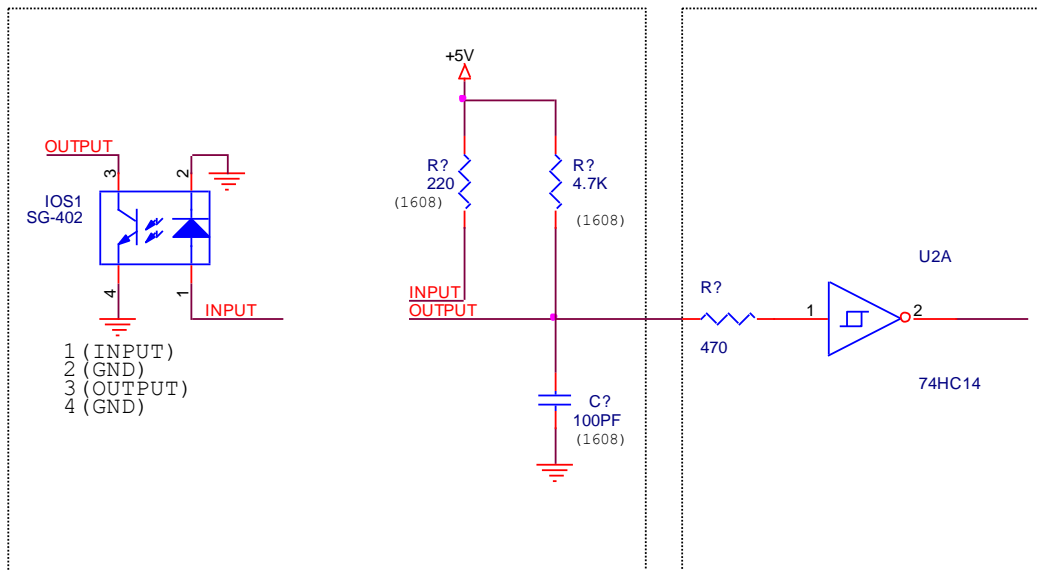 +5V
OUTPUT
3
2
IOS1
SG-402
4
1
INPUT
1(INPUT)
2(GND)
3(OUTPUT)
4(GND)
R?
220
(1608)
R?
4.7K
(1608)
INPUT
OUTPUT
C?
100PF
(1608)
R?
470
1
2
U2A
74HC14